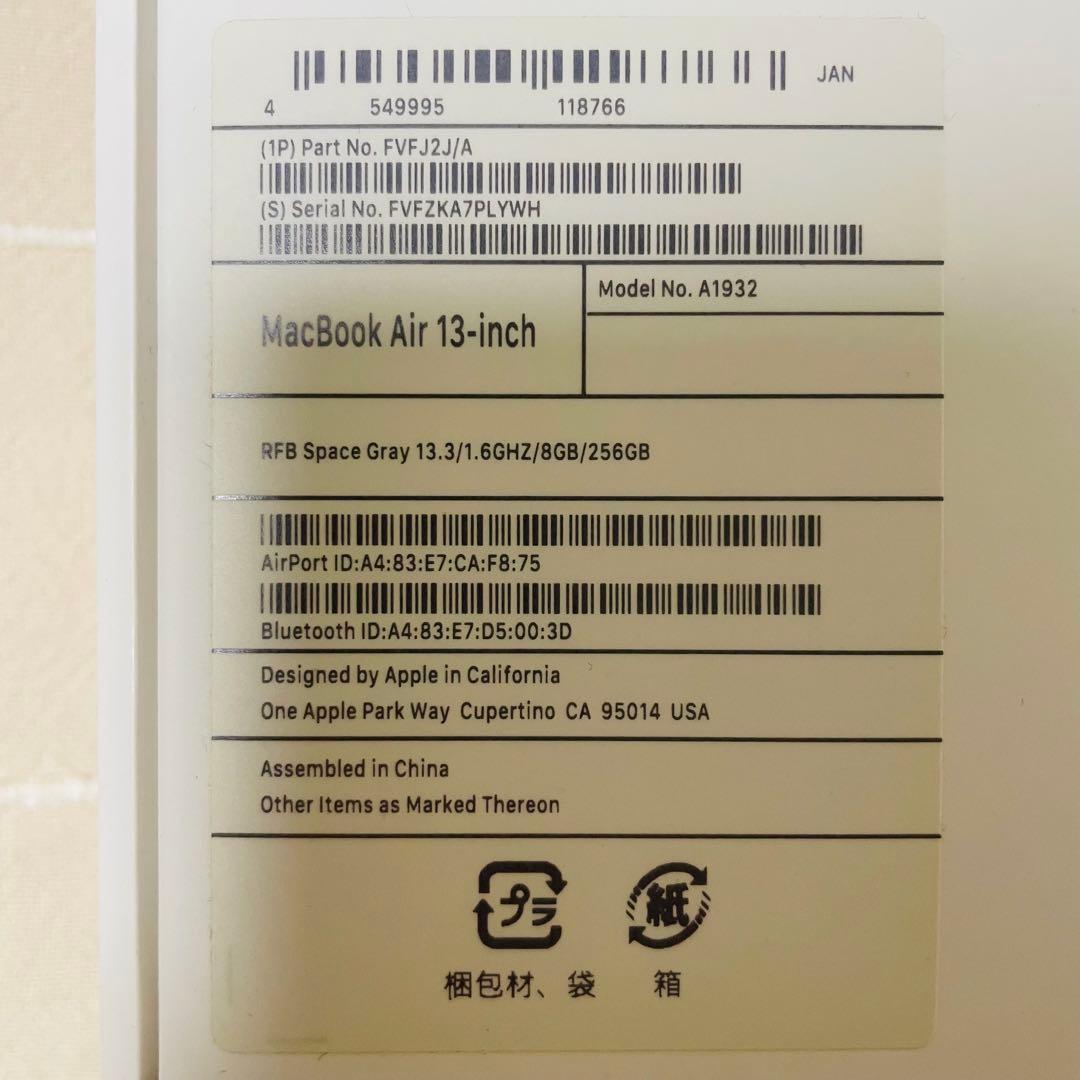 JAN
4 549995 118766
(1P) Part No. FVFJ2J/A
(S) Serial No. FVFZKA7PLYWH
Model No. A1932
MacBook Air 13-inch
RFB Space Gray 13.3/1.6GHZ/8GB/256GB
AirPort ID:A4:83:E7:CA:F8:75
Bluetooth ID:A4:83:E7:D5:00:3D
Designed by Apple in California
One Apple Park Way Cupertino CA 95014 USA
Assembled in China
Other Items as Marked Thereon
プラ 紙
梱包材、袋 箱